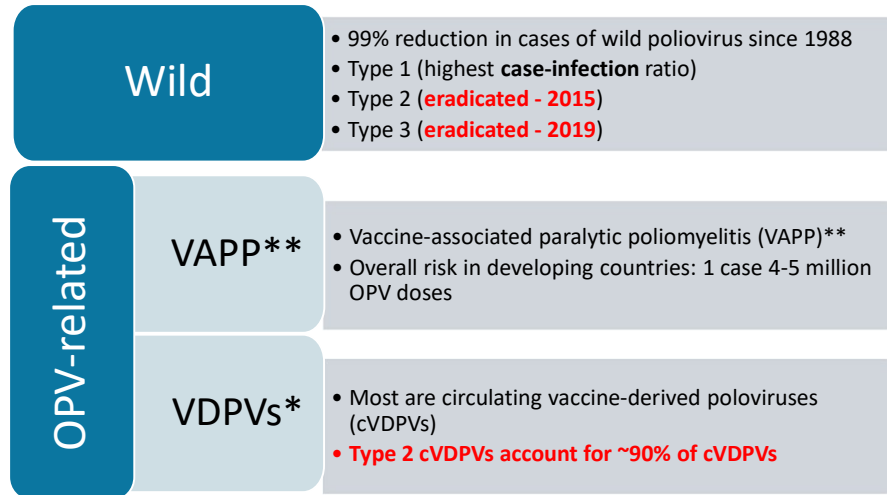 Wild
• 99% reduction in cases of wild poliovirus since 1988
• Type 1 (highest case-infection ratio)
• Type 2 (eradicated - 2015)
• Type 3 (eradicated - 2019)
OPV-related
VAPP**
• Vaccine-associated paralytic poliomyelitis (VAPP)**
• Overall risk in developing countries: 1 case 4-5 million
OPV doses
VDPVs*
• Most are circulating vaccine-derived poloviruses
(cVDPVs)
• Type 2 cVDPVs account for ~90% of cVDPVs